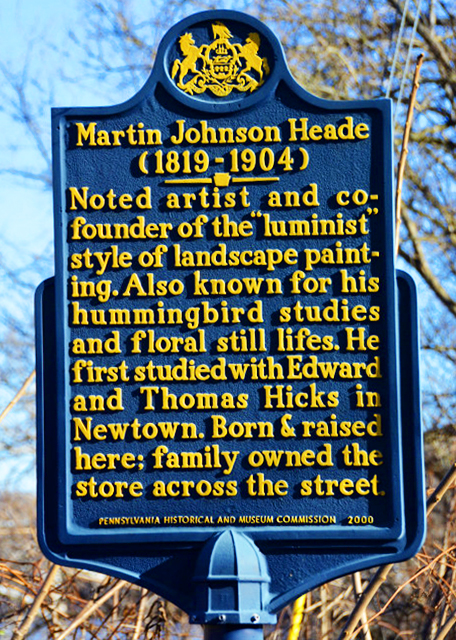 Martin Johnson Heade
(1819-1904)
Noted artist and co-
founder of the "luminist"
style of landscape paint-
ing. Also known for his
hummingbird studies
and floral still lifes. He
first studied with Edward
and Thomas Hicks in
Newtown. Born & raised
here; family owned the
store across the street.
PENNSYLVANIA HISTORICAL AND MUSEUM COMMISSION 2000